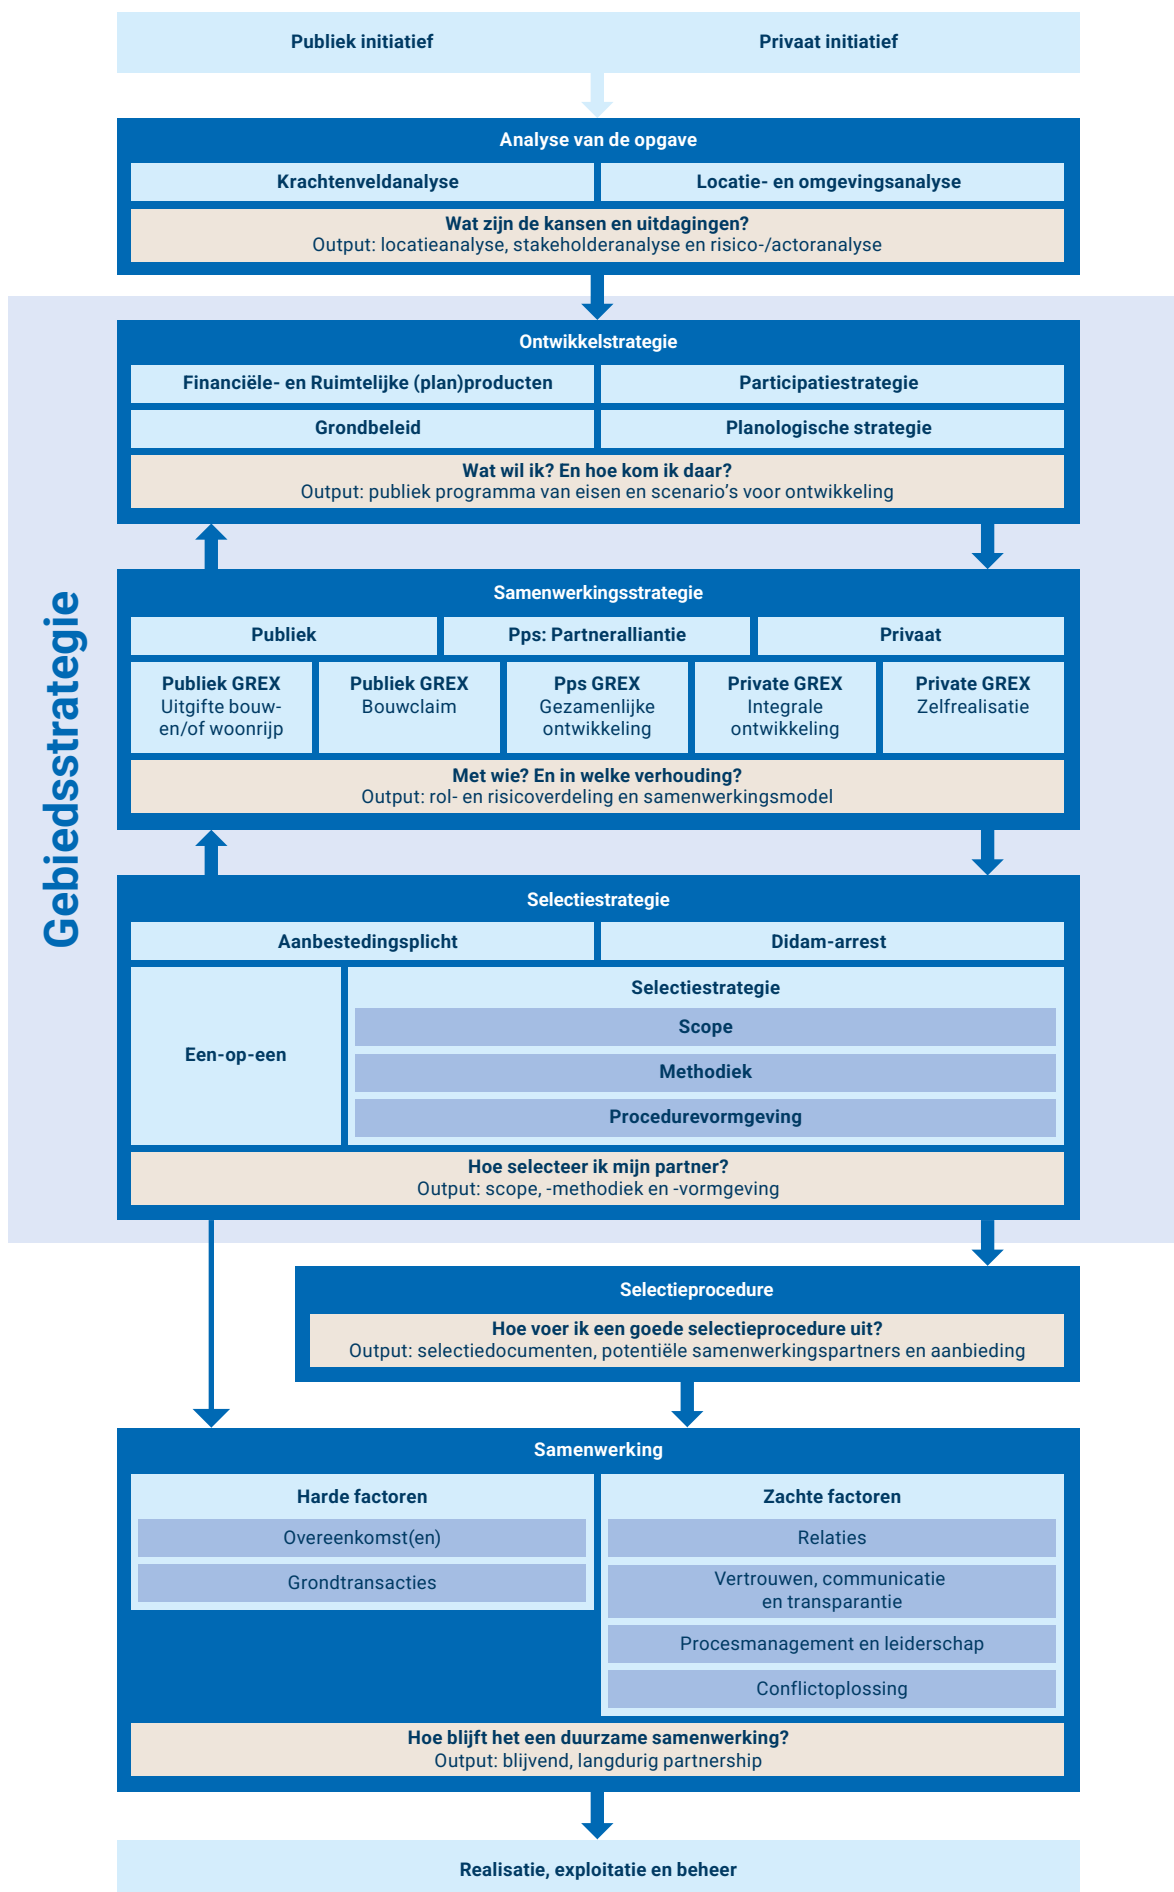 Publiek initiatief
Privaat initiatief
Analyse van de opgave
Krachtenveldanalyse
Locatie- en omgevingsanalyse
Wat zijn de kansen en uitdagingen?
Output: locatieanalyse, stakeholderanalyse en risico-/actoranalyse
Gebiedsstrategie
Ontwikkelstrategie
Financiële- en Ruimtelijke (plan)producten
Participatiestrategie
Grondbeleid
Planologische strategie
Wat wil ik? En hoe kom ik daar?
Output: publiek programma van eisen en scenario’s voor ontwikkeling
Samenwerkingsstrategie
Publiek
Pps: Partneralliantie
Privaat
Publiek GREX
Uitgifte bouw-
en/of woonrijp
Publiek GREX
Bouwclaim
Pps GREX
Gezamenlijke
ontwikkeling
Private GREX
Integrale
ontwikkeling
Private GREX
Zelfrealisatie
Met wie? En in welke verhouding?
Output: rol- en risicoverdeling en samenwerkingsmodel
Selectiestrategie
Aanbestedingsplicht
Didam-arrest
Een-op-een
Selectiestrategie
Scope
Methodiek
Procedurevormgeving
Hoe selecteer ik mijn partner?
Output: scope, -methodiek en -vormgeving
Selectieprocedure
Hoe voer ik een goede selectieprocedure uit?
Output: selectiedocumenten, potentiële samenwerkingspartners en aanbieding
Samenwerking
Harde factoren
Overeenkomst(en)
Grondtransacties
Zachte factoren
Relaties
Vertrouwen, communicatie
en transparantie
Procesmanagement en leiderschap
Conflictoplossing
Hoe blijft het een duurzame samenwerking?
Output: blijvend, langdurig partnership
Realisatie, exploitatie en beheer